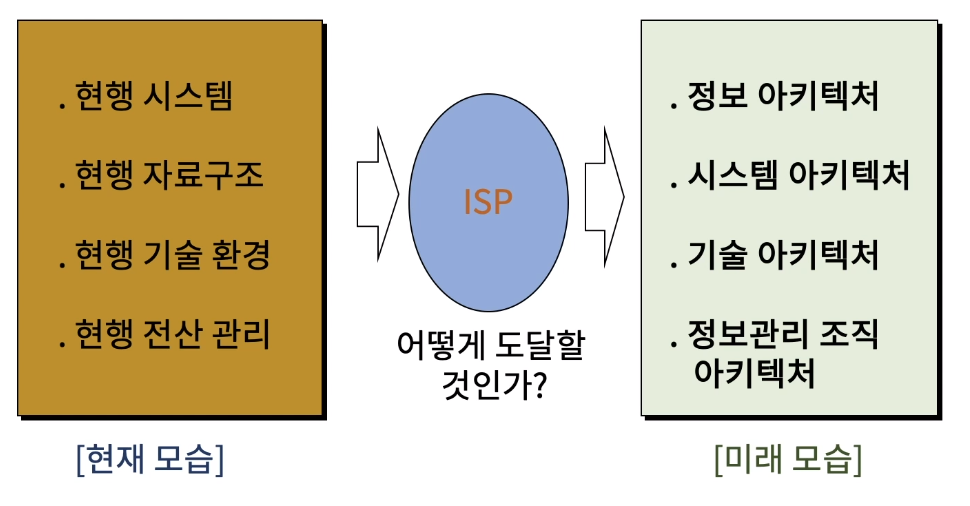 . 현행 시스템
. 현행 자료구조
. 현행 기술 환경
. 현행 전산 관리
[현재 모습]
ISP
어떻게 도달할
것인가?
. 정보 아키텍처
. 시스템 아키텍처
. 기술 아키텍처
. 정보관리 조직
아키텍처
[미래 모습]